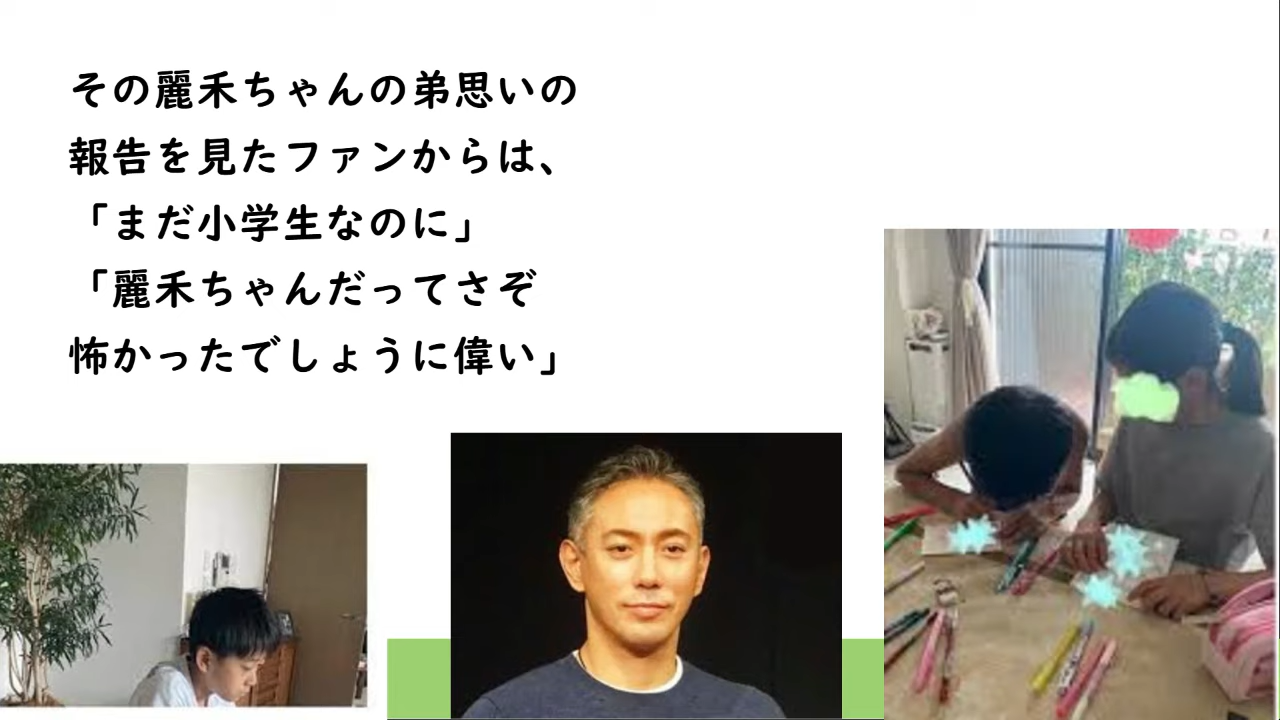 その麗禾ちゃんの弟思いの
報告を見たファンからは、
「まだ小学生なのに」
「麗禾ちゃんだってさぞ
怖かったでしょうに偉い」